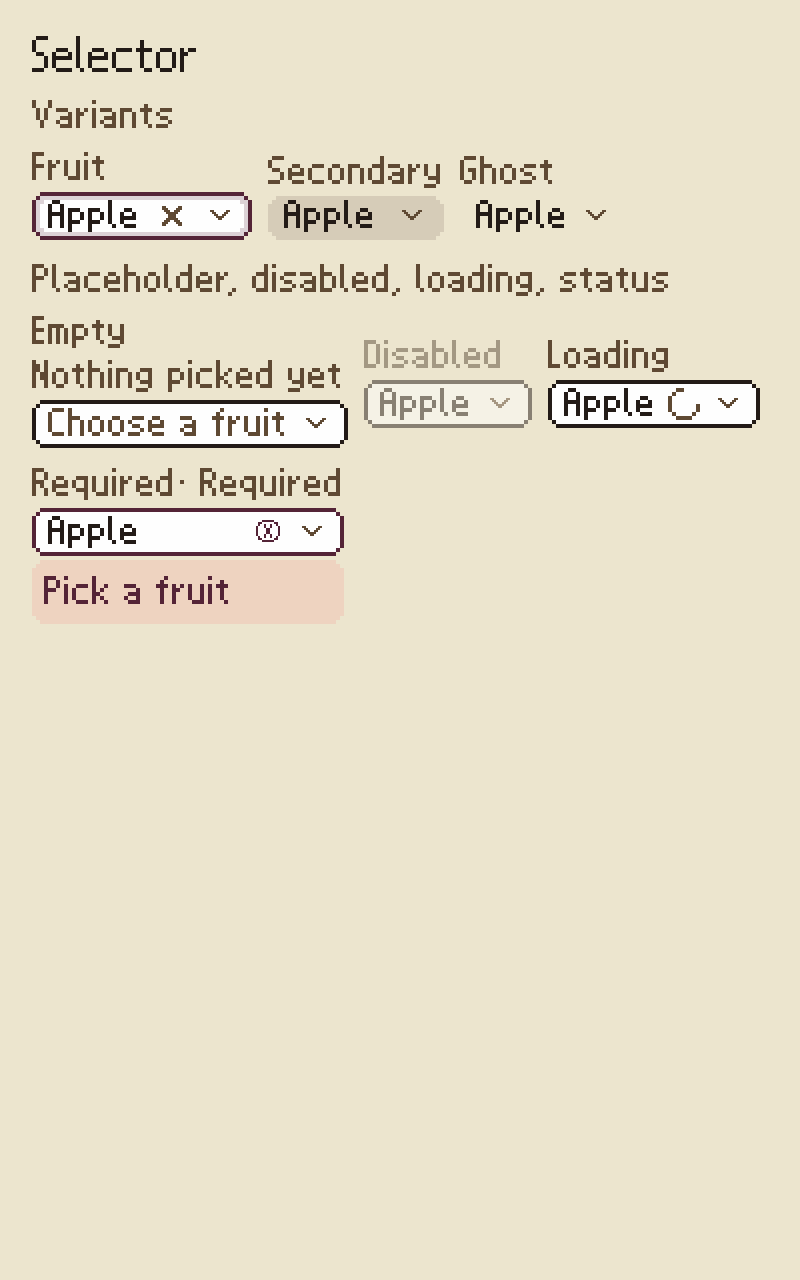 Selector
Variants
Fruit
Secondary
Ghost
Apple
Apple
Apple
Placeholder, disabled, loading, status
Empty
Nothing picked yet
Choose a fruit
Disabled
Apple
Loading
Apple
Required· Required
Apple
Pick a fruit